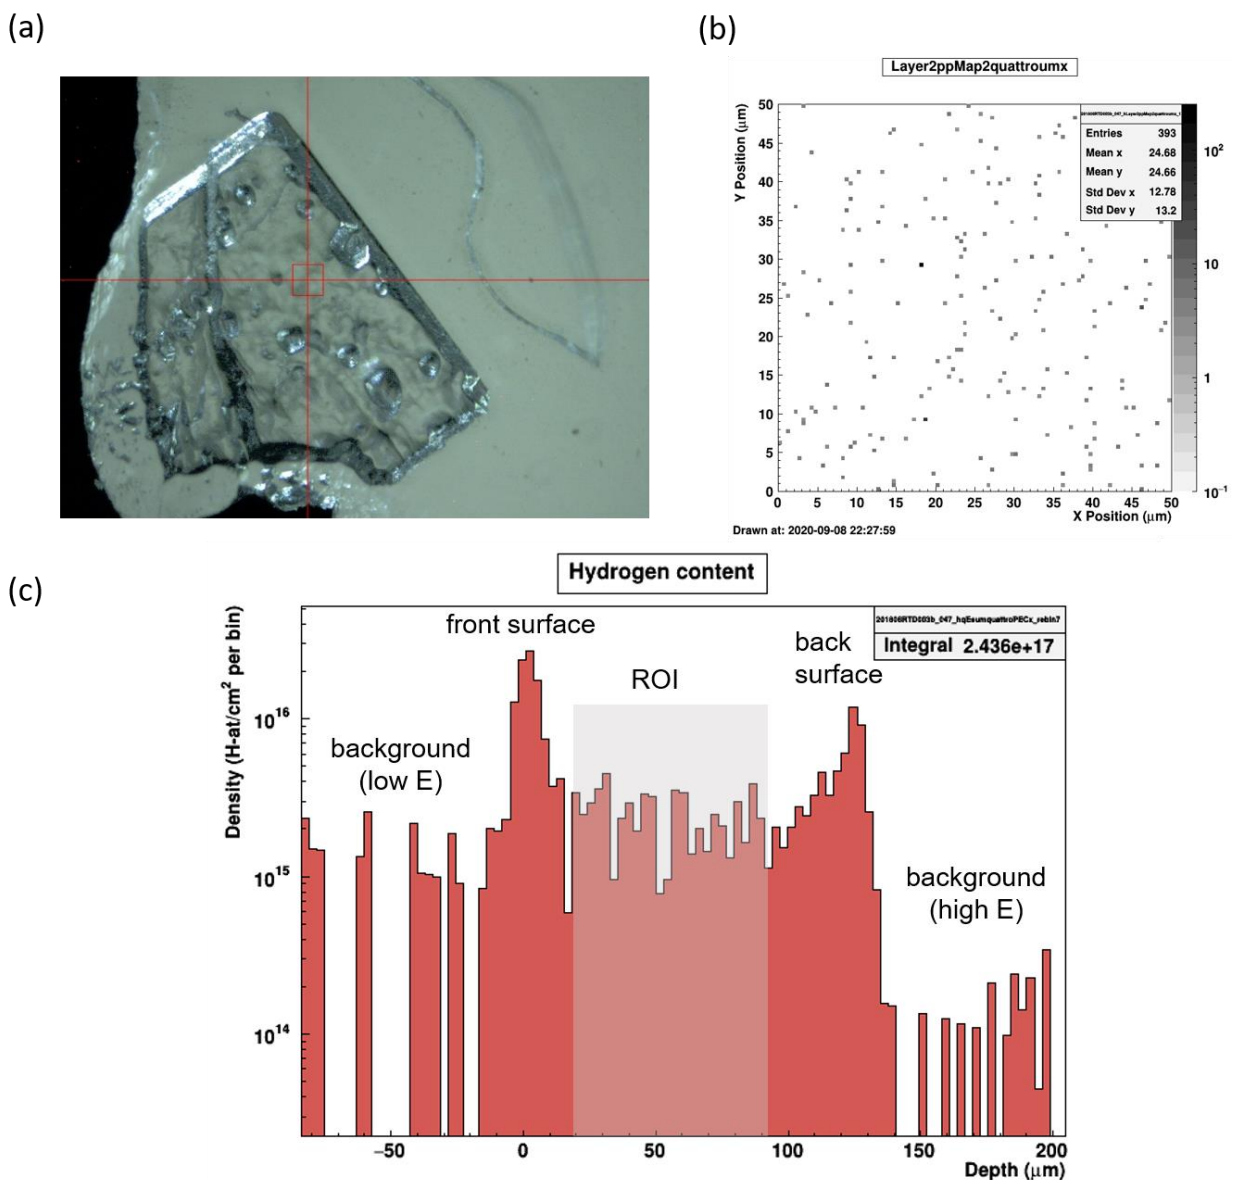 (a)
(b)
Layer2ppMap2quattroumx
Y Position (μm)
50
45
40
35
30
25
20
15
10
5
0
Entries 393
Mean x 24.68
Mean y 24.66
Std Dev x 12.78
Std Dev y 13.2
10²
10
1
10⁻¹
0 5 10 15 20 25 30 35 40 45 50
X Position (μm)
Drawn at: 2020-09-08 22:27:59
(c)
Hydrogen content
Density (H-at/cm² per bin)
10¹⁶
10¹⁵
10¹⁴
201606RTD003b_047_hqEsumquattroPECx_rebin7
Integral 2.436e+17
front surface
back
surface
ROI
background
(low E)
background
(high E)
−50 0 50 100 150 200
Depth (μm)